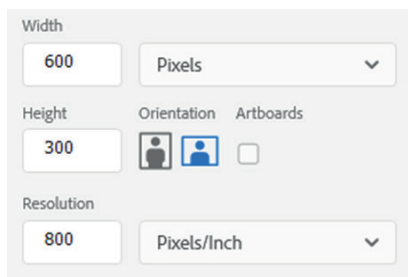 Width
600 Pixels
Height Orientation Artboards
300
Resolution
800 Pixels/Inch